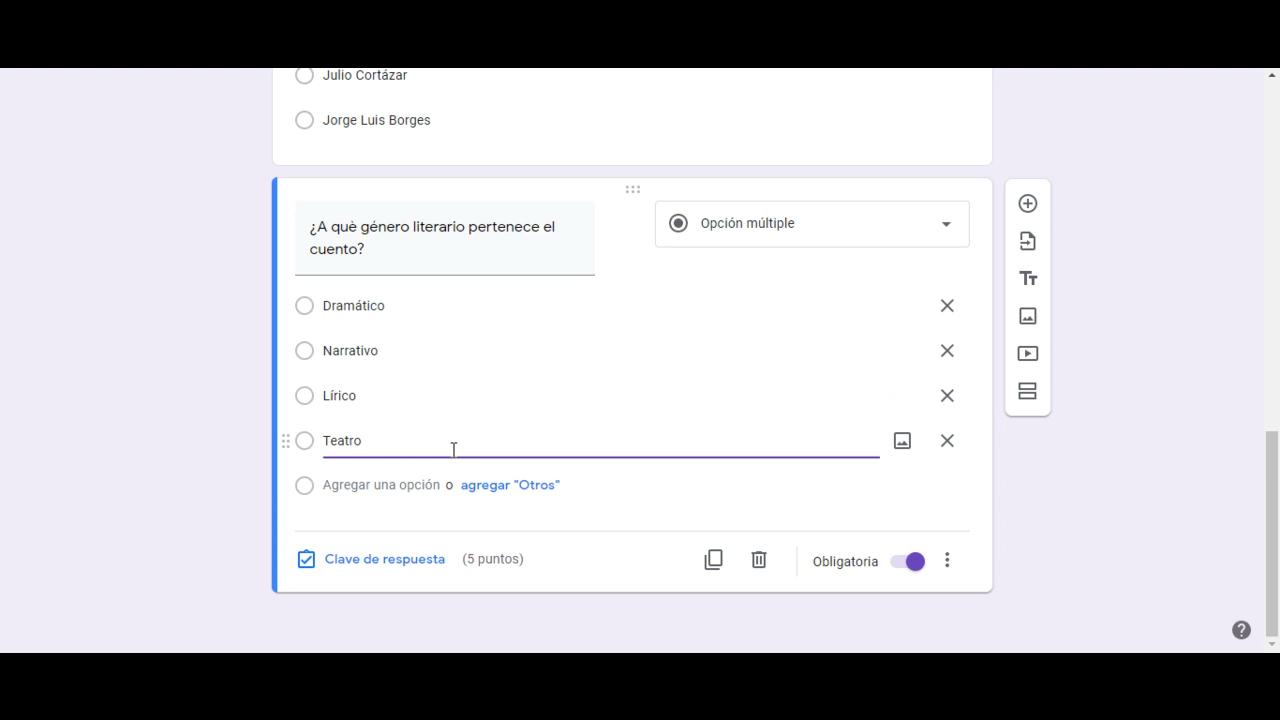 Julio Cortázar
Jorge Luis Borges
¿A què género literario pertenece el
cuento?
Opción múltiple
Dramático
Narrativo
Lírico
Teatro
Agregar una opción o agregar "Otros"
Clave de respuesta (5 puntos)
Obligatoria